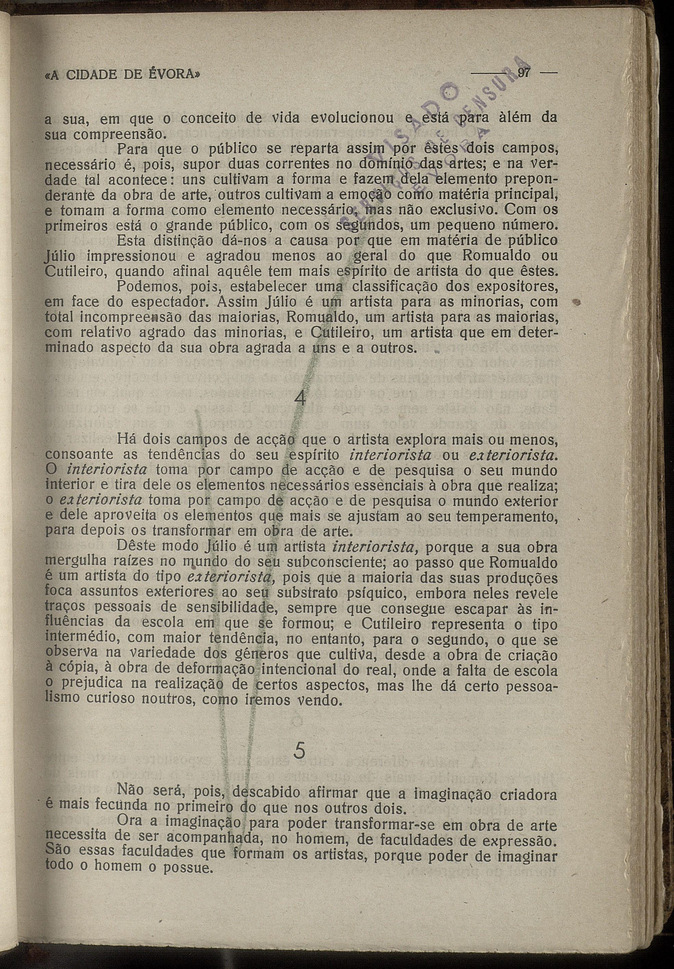 «A CIDADE DE ÉVORA» 97
VISADO
CENSURA
ÉVORA
a sua, em que o conceito de vida evolucionou e está para àlém da
sua compreensão.
Para que o público se reparta assim por êstes dois campos,
necessário é, pois, supor duas correntes no domínio das artes; e na ver-
dade tal acontece: uns cultivam a forma e fazem dela elemento prepon-
derante da obra de arte, outros cultivam a emoção como matéria principal,
e tomam a forma como elemento necessário, mas não exclusivo. Com os
primeiros está o grande público, com os segundos, um pequeno número.
Esta distinção dá-nos a causa por que em matéria de público
Júlio impressionou e agradou menos ao geral do que Romualdo ou
Cutileiro, quando afinal aquêle tem mais espírito de artista do que êstes.
Podemos, pois, estabelecer uma classificação dos expositores,
em face do espectador. Assim Júlio é um artista para as minorias, com
total incompreensão das maiorias, Romualdo, um artista para as maiorias,
com relativo agrado das minorias, e Cutileiro, um artista que em deter-
minado aspecto da sua obra agrada a uns e a outros.
4
Há dois campos de acção que o artista explora mais ou menos,
consoante as tendências do seu espírito interiorista ou exteriorista.
O interiorista toma por campo de acção e de pesquisa o seu mundo
interior e tira dele os elementos necessários essenciais à obra que realiza;
o exteriorista toma por campo de acção e de pesquisa o mundo exterior
e dele aproveita os elementos que mais se ajustam ao seu temperamento,
para depois os transformar em obra de arte.
Dêste modo Júlio é um artista interiorista, porque a sua obra
mergulha raízes no mundo do seu subconsciente; ao passo que Romualdo
é um artista do tipo exteriorista, pois que a maioria das suas produções
foca assuntos exteriores ao seu substrato psíquico, embora neles revele
traços pessoais de sensibilidade, sempre que consegue escapar às in-
fluências da escola em que se formou; e Cutileiro representa o tipo
intermédio, com maior tendência, no entanto, para o segundo, o que se
observa na variedade dos géneros que cultiva, desde a obra de criação
à cópia, à obra de deformação intencional do real, onde a falta de escola
o prejudica na realização de certos aspectos, mas lhe dá certo pessoa-
lismo curioso noutros, como iremos vendo.
5
Não será, pois, descabido afirmar que a imaginação criadora
é mais fecunda no primeiro do que nos outros dois.
Ora a imaginação para poder transformar-se em obra de arte
necessita de ser acompanhada, no homem, de faculdades de expressão.
São essas faculdades que formam os artistas, porque poder de imaginar
todo o homem o possue.